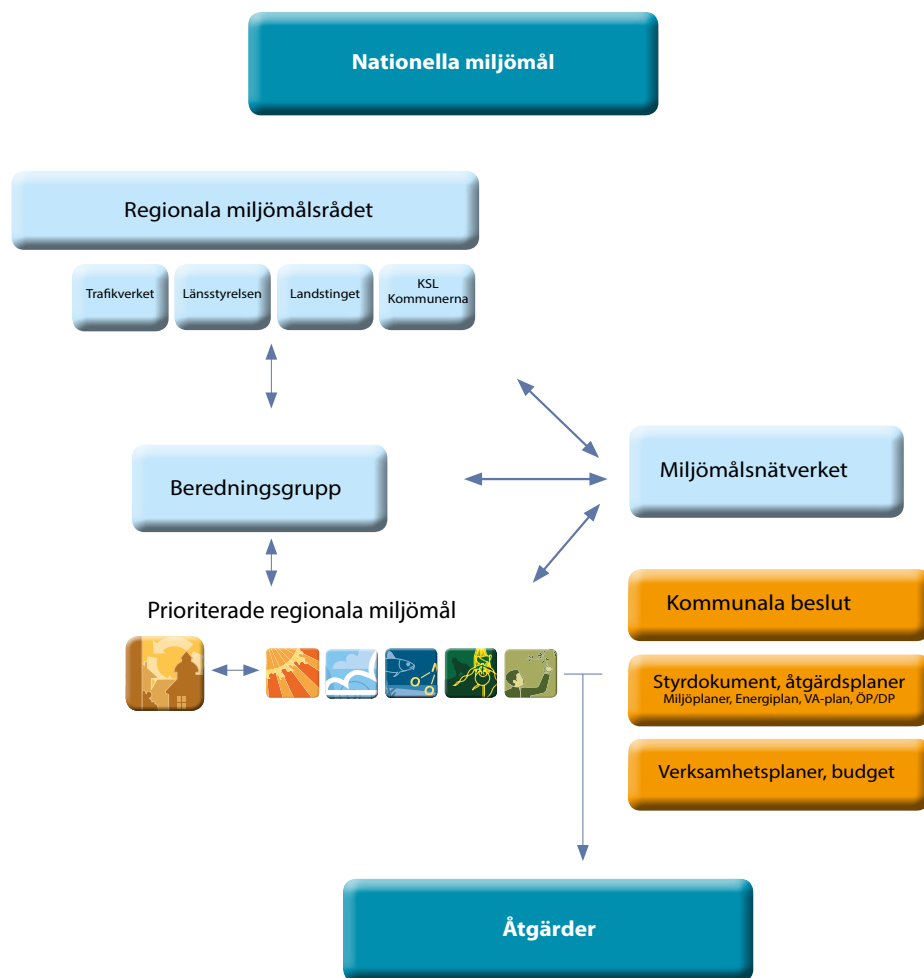 Nationella miljömål
Regionala miljömålsrådet
Trafikverket
Länsstyrelsen
Landstinget
KSL
Kommunerna
Beredningsgrupp
Miljömålsnätverket
Prioriterade regionala miljömål
Kommunala beslut
Styrdokument, åtgärdsplaner
Miljöplaner, Energiplan, VA-plan, ÖP/DP
Verksamhetsplaner, budget
Åtgärder